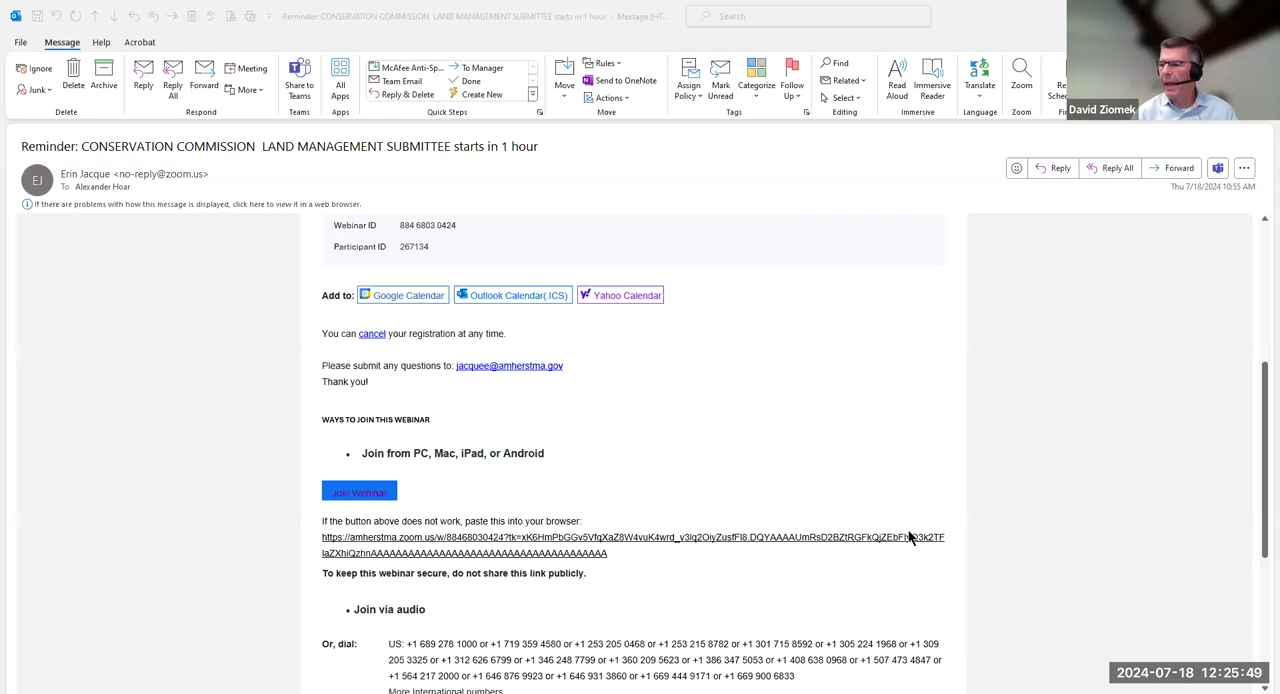 Reminder: CONSERVATION COMMISSION  LAND MANAGEMENT SUBMITTEE starts in 1 hour  -  Message (HT...
Search
File Message Help Acrobat
Ignore
Junk
Delete
Archive
Reply
Reply All
Forward
Meeting
More
Share to Teams
All Apps
McAfee Anti-Sp...
Team Email
Reply & Delete
To Manager
Done
Create New
Move
Rules
Send to OneNote
Actions
Assign Policy
Mark Unread
Categorize
Follow Up
Find
Related
Select
Read Aloud
Immersive Reader
Translate
Zoom
Delete
Respond
Teams
Apps
Quick Steps
Move
Tags
Editing
Immersive
Language
Zoom
David Ziomek
Reminder: CONSERVATION COMMISSION  LAND MANAGEMENT SUBMITTEE starts in 1 hour
EJ
Erin Jacque <no-reply@zoom.us>
To Alexander Hoar
Reply
Reply All
Forward
Thu 7/18/2024 10:55 AM
If there are problems with how this message is displayed, click here to view it in a web browser.
Webinar ID 884 6803 0424
Participant ID 267134
Add to: Google Calendar Outlook Calendar(.ICS) Yahoo Calendar
You can cancel your registration at any time.
Please submit any questions to: jacquee@amherstma.gov
Thank you!
WAYS TO JOIN THIS WEBINAR
• Join from PC, Mac, iPad, or Android
Join Webinar
If the button above does not work, paste this into your browser:
To keep this webinar secure, do not share this link publicly.
• Join via audio
Or, dial: US: +1 689 278 1000 or +1 719 359 4580 or +1 253 205 0468 or +1 253 215 8782 or +1 301 715 8592 or +1 305 224 1968 or +1 309
205 3325 or +1 312 626 6799 or +1 346 248 7799 or +1 360 209 5623 or +1 386 347 5053 or +1 408 638 0968 or +1 507 473 4847 or
+1 564 217 2000 or +1 646 876 9923 or +1 646 931 3860 or +1 669 444 9171 or +1 669 900 6833
More International numbers
2024-07-18 12:25:49